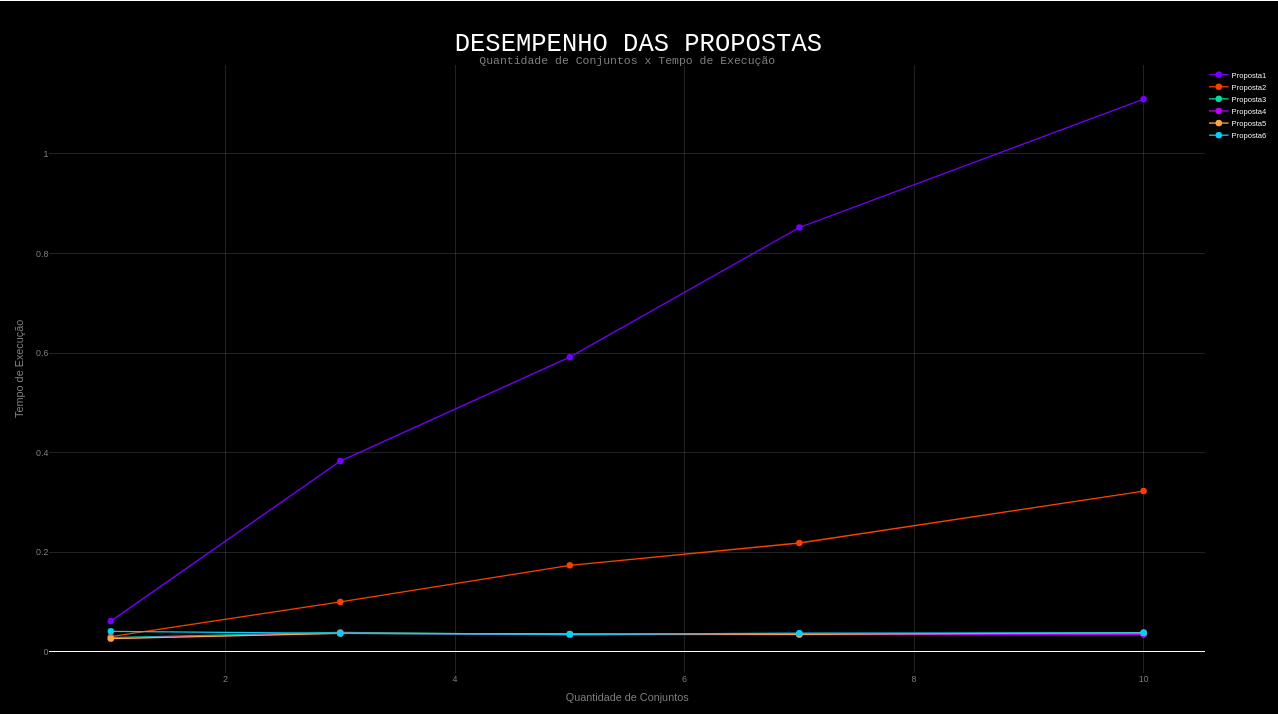 DESEMPENHO DAS PROPOSTAS
Quantidade de Conjuntos x Tempo de Execução
Proposta1
Proposta2
Proposta3
Proposta4
Proposta5
Proposta6
1
0.8
0.6
0.4
0.2
0
Tempo de Execução
2 4 6 8 10
Quantidade de Conjuntos